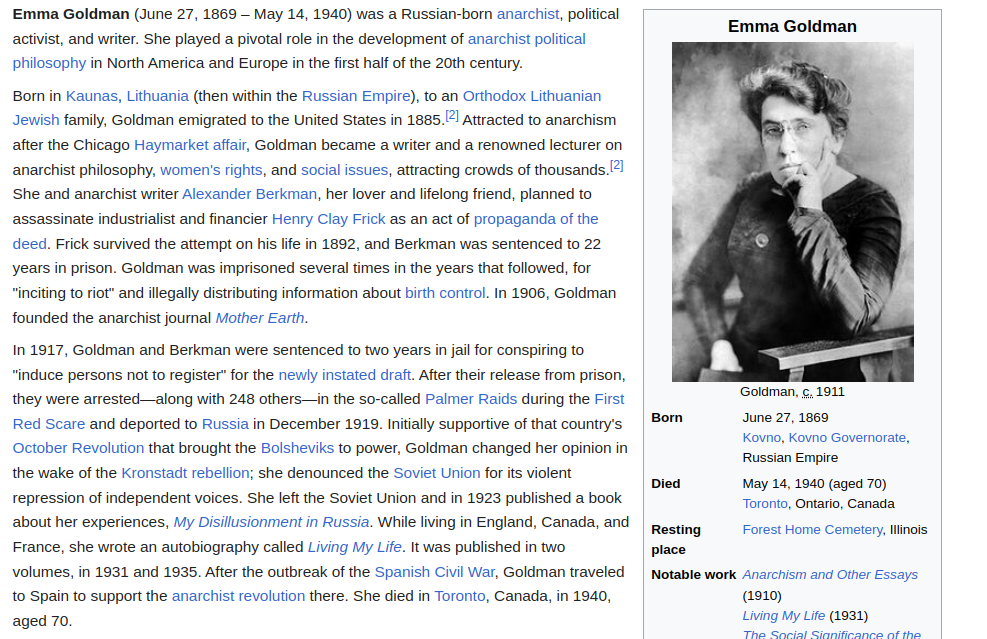 Emma Goldman (June 27, 1869 – May 14, 1940) was a Russian-born anarchist, political
activist, and writer. She played a pivotal role in the development of anarchist political
philosophy in North America and Europe in the first half of the 20th century.
Born in Kaunas, Lithuania (then within the Russian Empire), to an Orthodox Lithuanian
Jewish family, Goldman emigrated to the United States in 1885.[2] Attracted to anarchism
after the Chicago Haymarket affair, Goldman became a writer and a renowned lecturer on
anarchist philosophy, women's rights, and social issues, attracting crowds of thousands.[2]
She and anarchist writer Alexander Berkman, her lover and lifelong friend, planned to
assassinate industrialist and financier Henry Clay Frick as an act of propaganda of the
deed. Frick survived the attempt on his life in 1892, and Berkman was sentenced to 22
years in prison. Goldman was imprisoned several times in the years that followed, for
"inciting to riot" and illegally distributing information about birth control. In 1906, Goldman
founded the anarchist journal Mother Earth.
In 1917, Goldman and Berkman were sentenced to two years in jail for conspiring to
"induce persons not to register" for the newly instated draft. After their release from prison,
they were arrested—along with 248 others—in the so-called Palmer Raids during the First
Red Scare and deported to Russia in December 1919. Initially supportive of that country's
October Revolution that brought the Bolsheviks to power, Goldman changed her opinion in
the wake of the Kronstadt rebellion; she denounced the Soviet Union for its violent
repression of independent voices. She left the Soviet Union and in 1923 published a book
about her experiences, My Disillusionment in Russia. While living in England, Canada, and
France, she wrote an autobiography called Living My Life. It was published in two
volumes, in 1931 and 1935. After the outbreak of the Spanish Civil War, Goldman traveled
to Spain to support the anarchist revolution there. She died in Toronto, Canada, in 1940,
aged 70.
Emma Goldman
Goldman, c. 1911
Born June 27, 1869
Kovno, Kovno Governorate,
Russian Empire
Died May 14, 1940 (aged 70)
Toronto, Ontario, Canada
Resting Forest Home Cemetery, Illinois
place
Notable work Anarchism and Other Essays
(1910)
Living My Life (1931)
The Social Significance of the